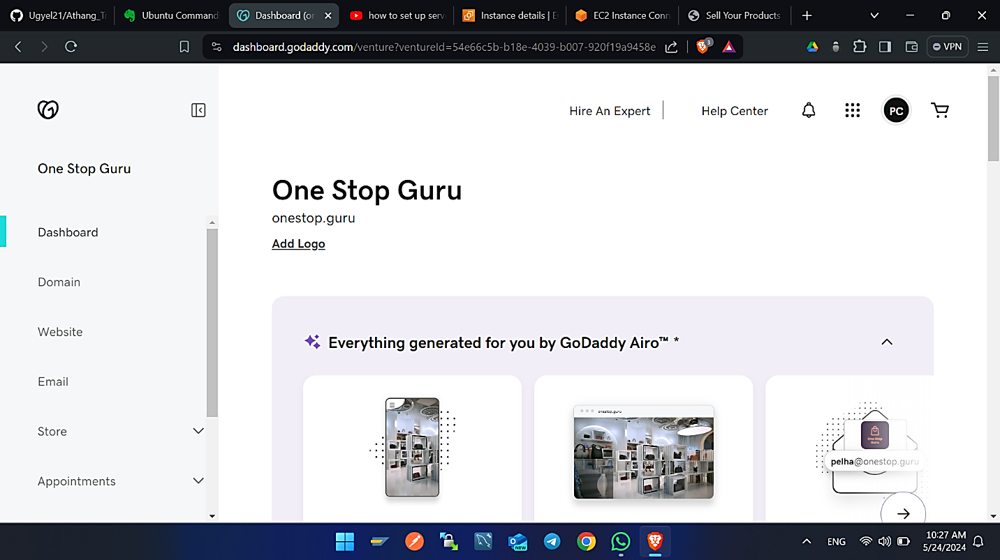 Ugyel21/Athang_Tr
Ubuntu Command
Dashboard (or
how to set up serv
Instance details | E
EC2 Instance Conn
Sell Your Products
dashboard.godaddy.com/venture?ventureId=54e66c5b-b18e-4039-b007-920f19a9458e
3
VPN
Hire An Expert
Help Center
PC
One Stop Guru
Dashboard
Domain
Website
Email
Store
Appointments
One Stop Guru
onestop.guru
Add Logo
Everything generated for you by GoDaddy Airo™ *
onestop.guru
One Stop
Guru
pelha@onestop.guru
NEW
ENG
10:27 AM
5/24/2024